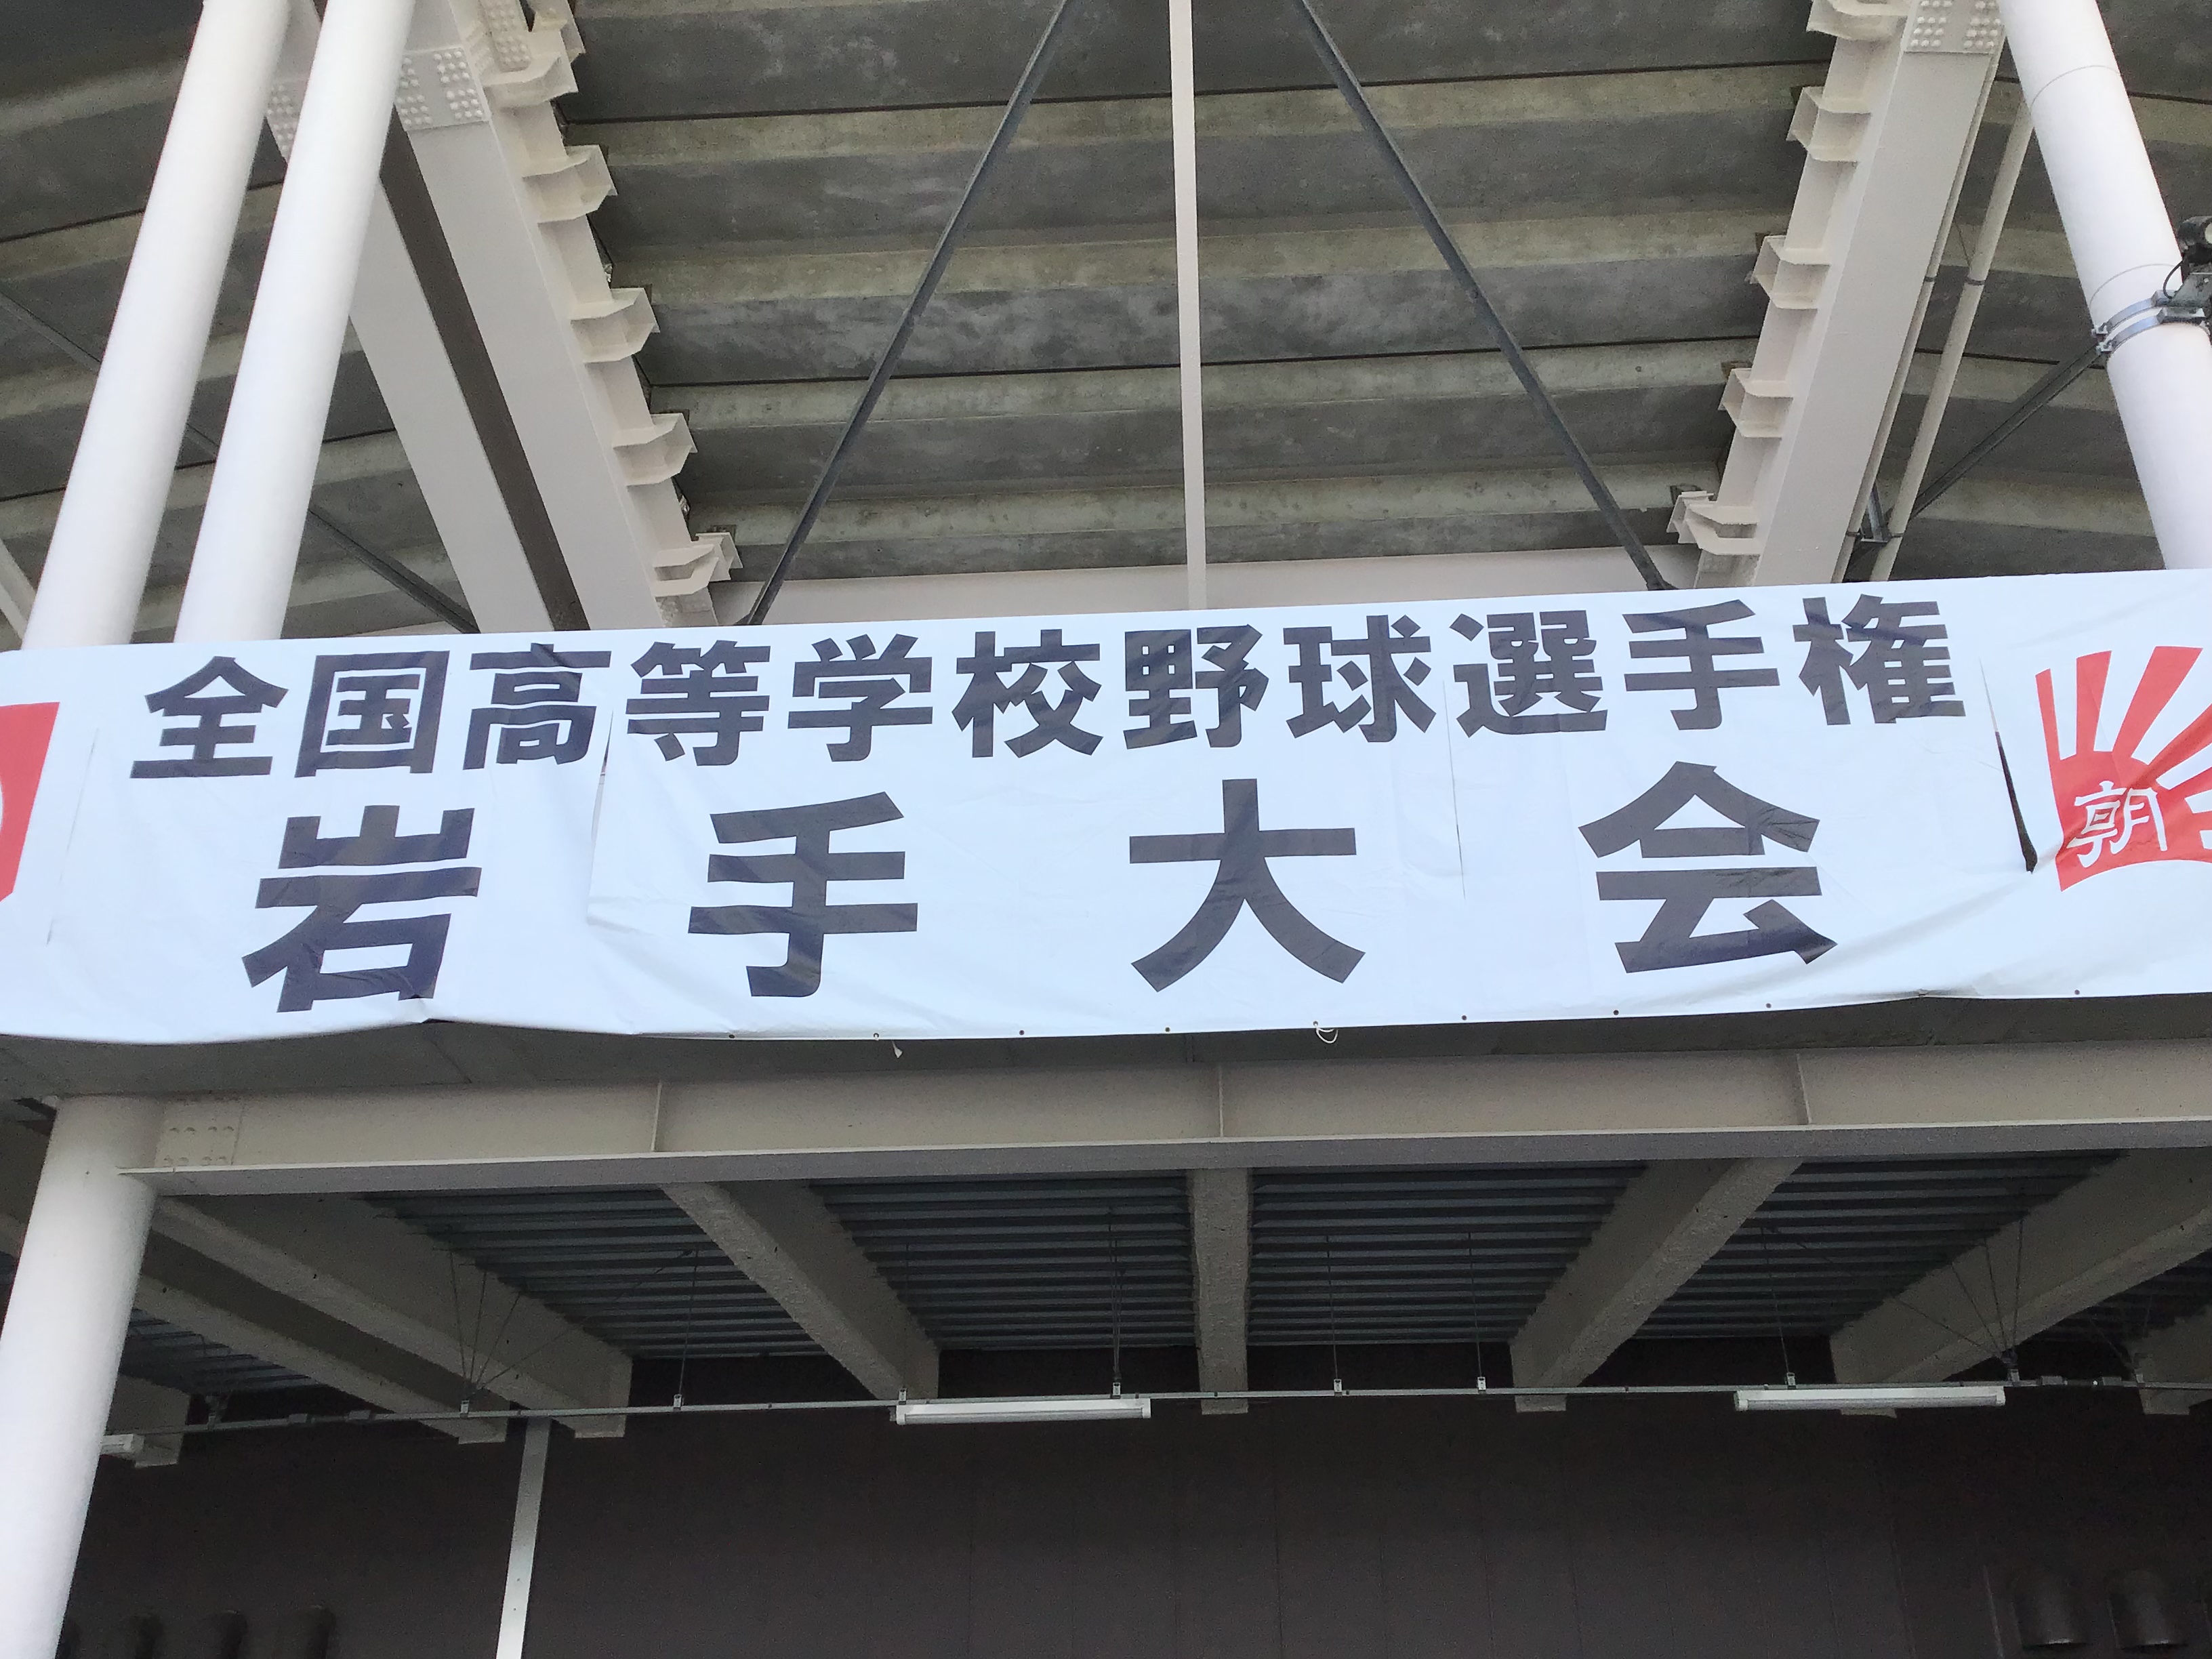 全国高等学校野球選手権
岩手大会
朝